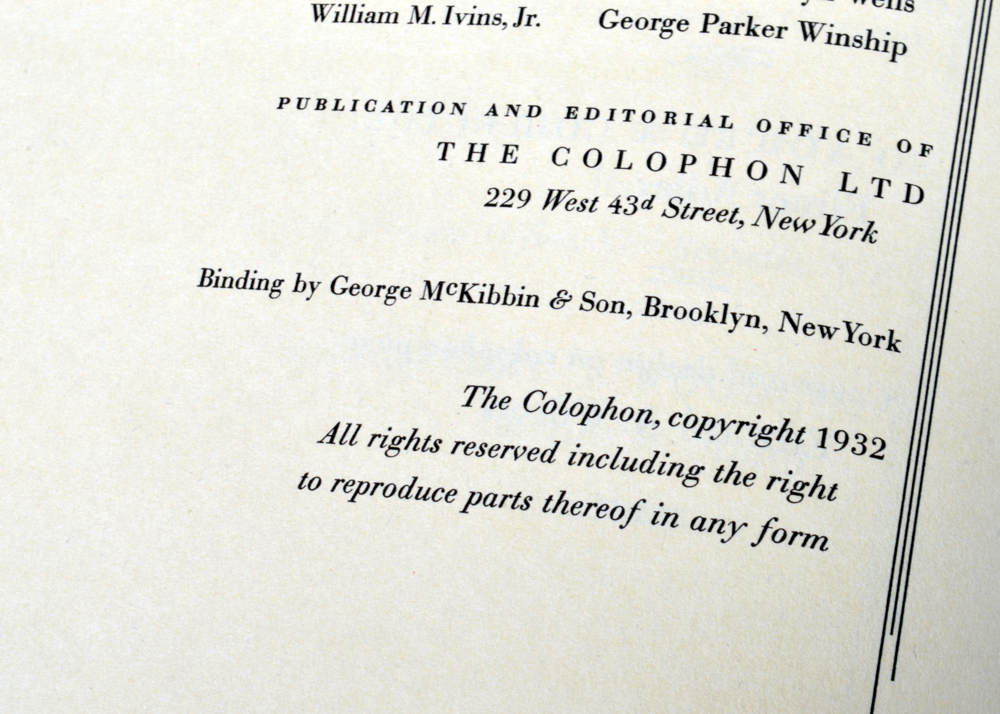 Wells
William M. Ivins, Jr. George Parker Winship
PUBLICATION AND EDITORIAL OFFICE OF
THE COLOPHON LTD
229 West 43d Street, New York
Binding by George McKibbin & Son, Brooklyn, New York
The Colophon, copyright 1932
All rights reserved including the right
to reproduce parts thereof in any form